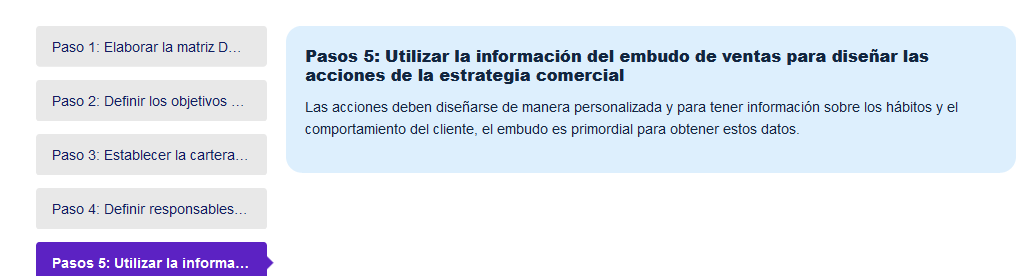 Paso 1: Elaborar la matriz D...
Paso 2: Definir los objetivos ...
Paso 3: Establecer la cartera...
Paso 4: Definir responsables...
Pasos 5: Utilizar la informa...
Pasos 5: Utilizar la información del embudo de ventas para diseñar las
acciones de la estrategia comercial
Las acciones deben diseñarse de manera personalizada y para tener información sobre los hábitos y el
comportamiento del cliente, el embudo es primordial para obtener estos datos.